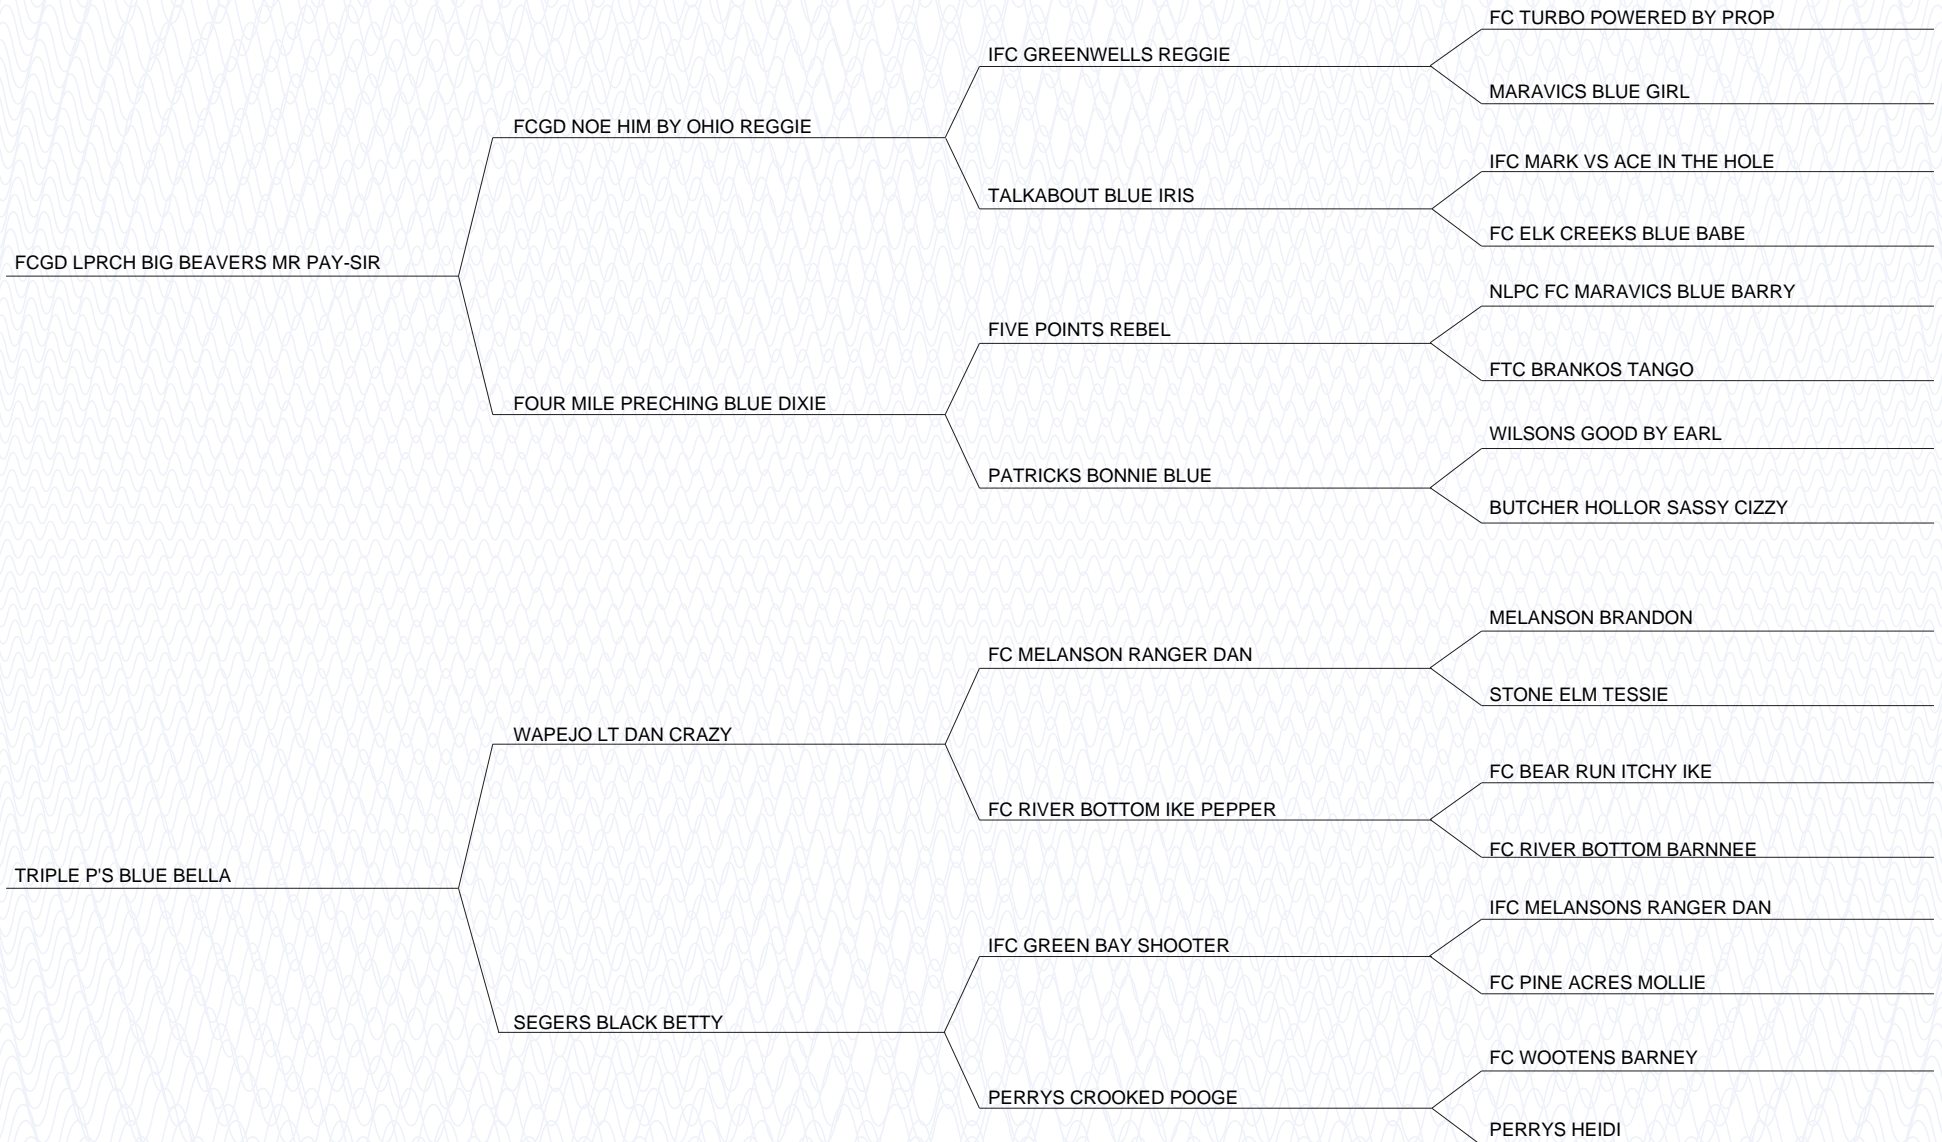 FC TURBO POWERED BY PROP
IFC GREENWELLS REGGIE
MARAVICS BLUE GIRL
FCGD NOE HIM BY OHIO REGGIE
IFC MARK VS ACE IN THE HOLE
TALKABOUT BLUE IRIS
FC ELK CREEKS BLUE BABE
FCGD LPRCH BIG BEAVERS MR PAY-SIR
NLPC FC MARAVICS BLUE BARRY
FIVE POINTS REBEL
FTC BRANKOS TANGO
FOUR MILE PRECHING BLUE DIXIE
WILSONS GOOD BY EARL
PATRICKS BONNIE BLUE
BUTCHER HOLLOR SASSY CIZZY
MELANSON BRANDON
FC MELANSON RANGER DAN
STONE ELM TESSIE
WAPEJO LT DAN CRAZY
FC BEAR RUN ITCHY IKE
FC RIVER BOTTOM IKE PEPPER
FC RIVER BOTTOM BARNNEE
TRIPLE P'S BLUE BELLA
IFC MELANSONS RANGER DAN
IFC GREEN BAY SHOOTER
FC PINE ACRES MOLLIE
SEGERS BLACK BETTY
FC WOOTENS BARNEY
PERRYS CROOKED POOGE
PERRYS HEIDI